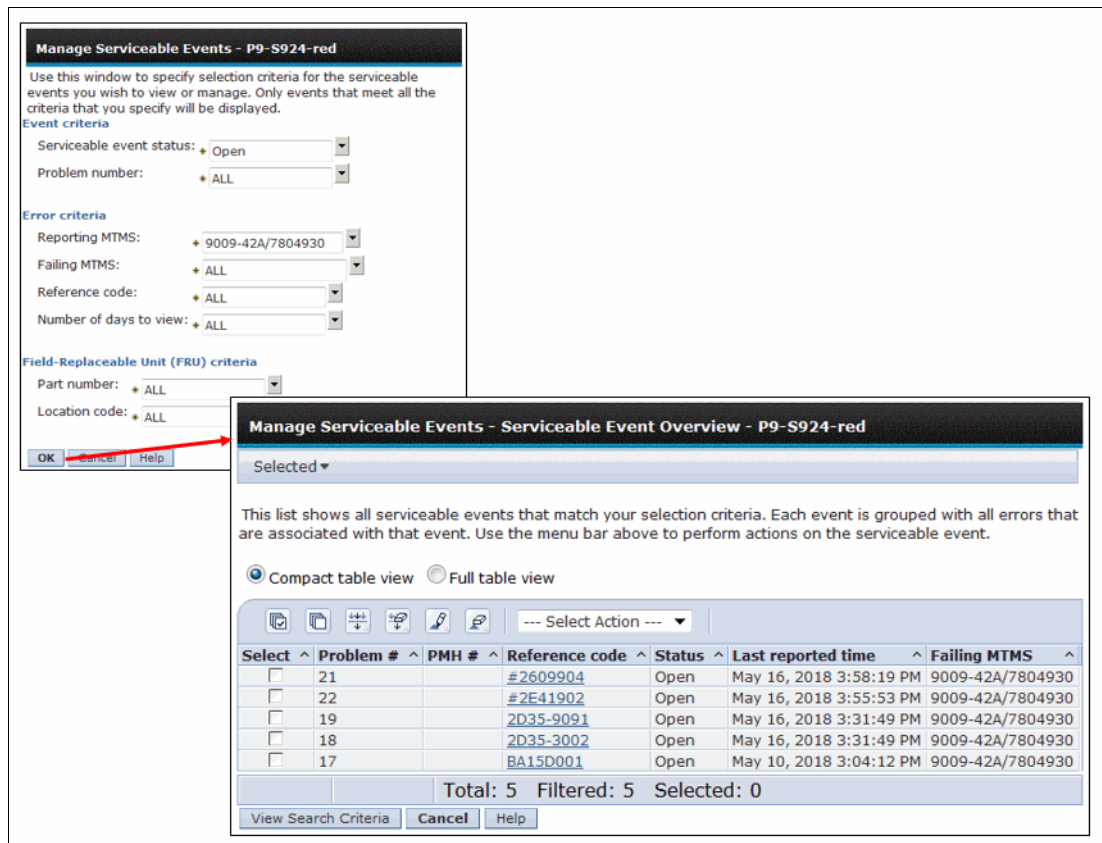 Manage Serviceable Events - P9-S924-red
Use this window to specify selection criteria for the serviceable
events you wish to view or manage. Only events that meet all the
criteria that you specify will be displayed.
Event criteria
Serviceable event status: * Open
Problem number: * ALL
Error criteria
Reporting MTMS: * 9009-42A/7804930
Failing MTMS: * ALL
Reference code: * ALL
Number of days to view: * ALL
Field-Replaceable Unit (FRU) criteria
Part number: * ALL
Location code: * ALL
OK Cancel Help
Manage Serviceable Events - Serviceable Event Overview - P9-S924-red
Selected
This list shows all serviceable events that match your selection criteria. Each event is grouped with all errors that
are associated with that event. Use the menu bar above to perform actions on the serviceable event.
Compact table view Full table view
--- Select Action ---
Select ^ Problem # ^ PMH # ^ Reference code ^ Status ^ Last reported time ^ Failing MTMS ^
21 #2609904 Open May 16, 2018 3:58:19 PM 9009-42A/7804930
22 #2E41902 Open May 16, 2018 3:55:53 PM 9009-42A/7804930
19 2D35-9091 Open May 16, 2018 3:31:49 PM 9009-42A/7804930
18 2D35-3002 Open May 16, 2018 3:31:49 PM 9009-42A/7804930
17 BA15D001 Open May 10, 2018 3:04:12 PM 9009-42A/7804930
Total: 5 Filtered: 5 Selected: 0
View Search Criteria Cancel Help